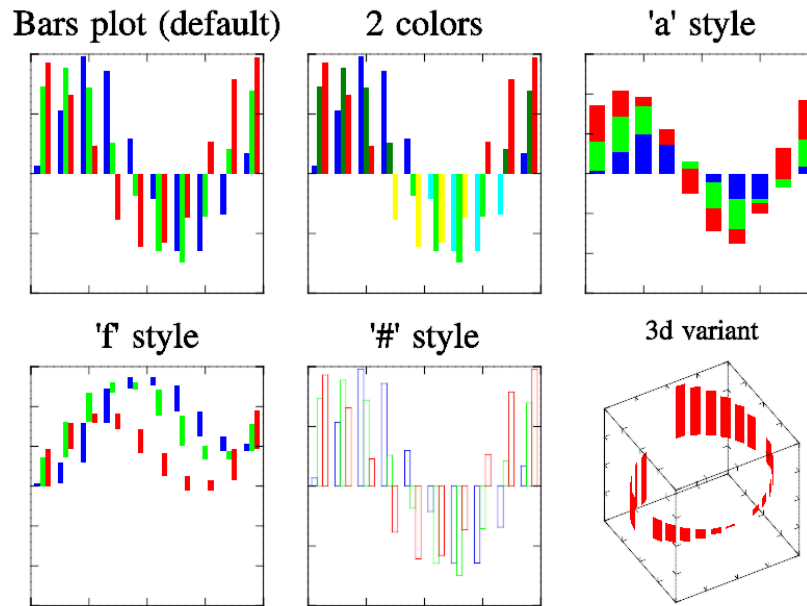 Bars plot (default)
2 colors
'a' style
'f' style
'#' style
3d variant